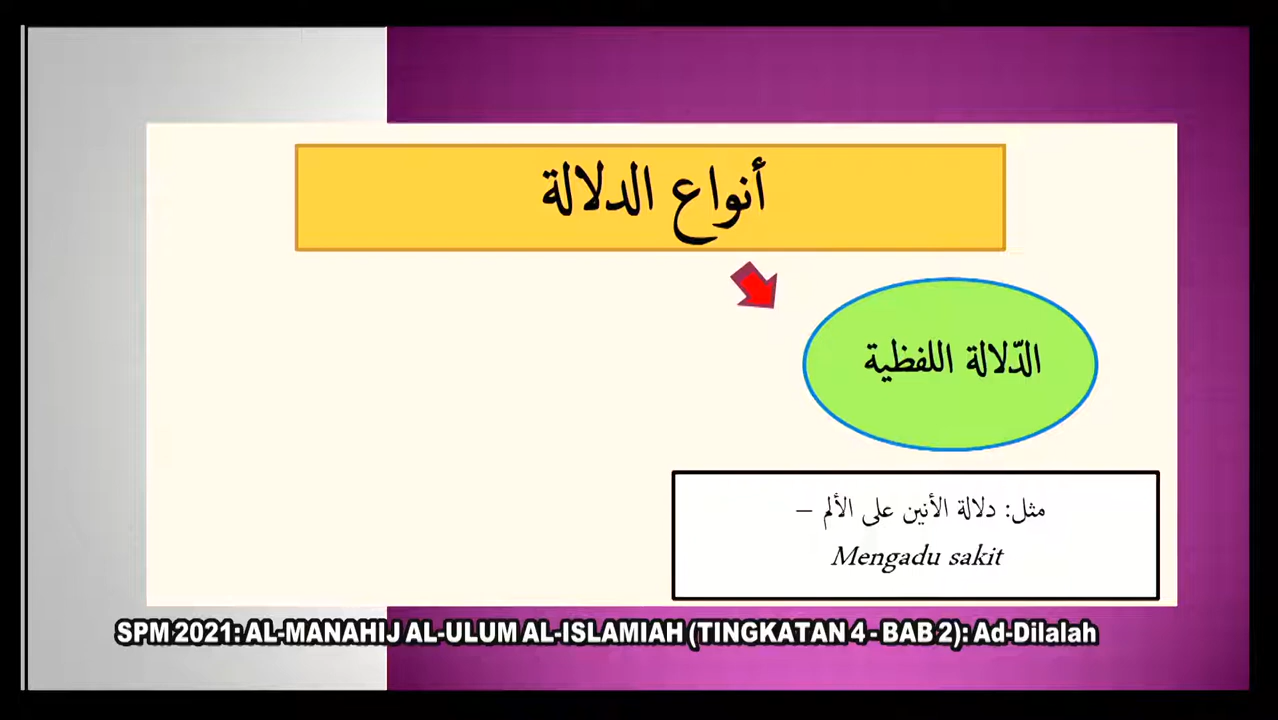 أنواع الدلالة
الدّلالة اللفظية
مثل: دلالة الأنين على الألم –
Mengadu sakit
SPM 2021: AL-MANAHIJ AL-ULUM AL-ISLAMIAH (TINGKATAN 4 - BAB 2): Ad-Dilalah